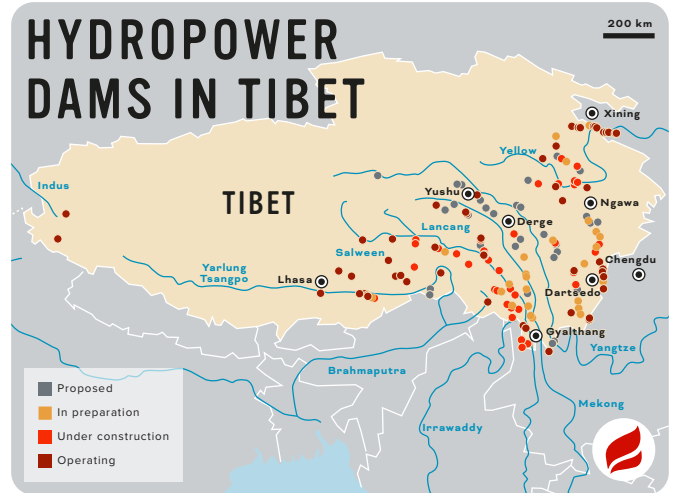 HYDROPOWER
DAMS IN TIBET
200 km
Xining
Yellow
Indus
Yushu
TIBET
Ngawa
Derge
Lancang
Salween
Chengdu
Yarlung
Tsangpo
Lhasa
Dartsedo
Gyalthang
Yangtze
Brahmaputra
Proposed
Mekong
In preparation
Irrawaddy
Under construction
Operating